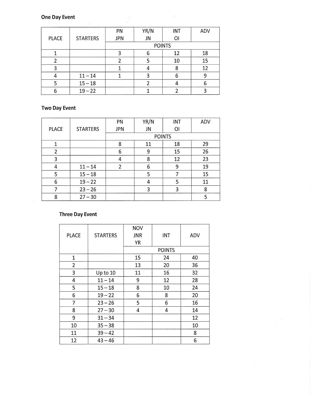 One Day Event
PN YR/N INT ADV
PLACE STARTERS JPN JN OI
POINTS
1 3 6 12 18
2 2 5 10 15
3 1 4 8 12
4 11 – 14 1 3 6 9
5 15 – 18 2 4 6
6 19 – 22 1 2 3
Two Day Event
PN YR/N INT ADV
PLACE STARTERS JPN JN OI
POINTS
1 8 11 18 29
2 6 9 15 26
3 4 8 12 23
4 11 – 14 2 6 9 19
5 15 – 18 5 7 15
6 19 – 22 4 5 11
7 23 – 26 3 3 8
8 27 – 30 5
Three Day Event
NOV
PLACE STARTERS JNR INT ADV
YR
POINTS
1 15 24 40
2 13 20 36
3 Up to 10 11 16 32
4 11 – 14 9 12 28
5 15 – 18 8 10 24
6 19 – 22 6 8 20
7 23 – 26 5 6 16
8 27 – 30 4 4 14
9 31 – 34 12
10 35 – 38 10
11 39 – 42 8
12 43 – 46 6